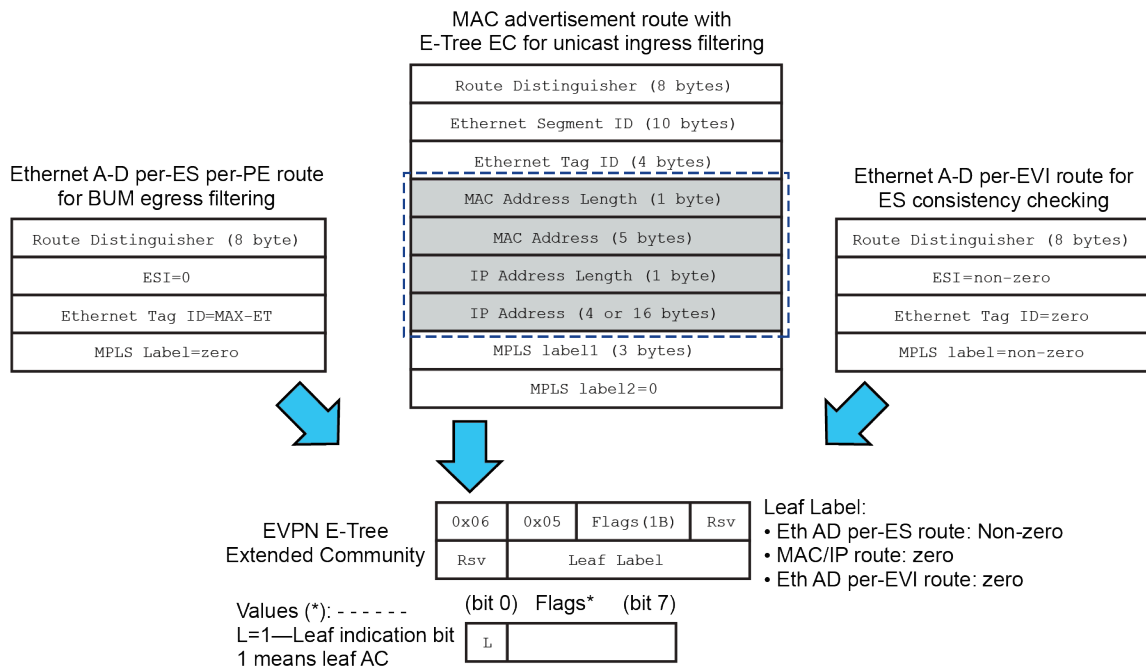 MAC advertisement route with
E-Tree EC for unicast ingress filtering
Route Distinguisher (8 bytes)
Ethernet Segment ID (10 bytes)
Ethernet Tag ID (4 bytes)
MAC Address Length (1 byte)
MAC Address (5 bytes)
IP Address Length (1 byte)
IP Address (4 or 16 bytes)
MPLS label1 (3 bytes)
MPLS label2=0
Ethernet A-D per-ES per-PE route
for BUM egress filtering
Route Distinguisher (8 byte)
ESI=0
Ethernet Tag ID=MAX-ET
MPLS Label=zero
Ethernet A-D per-EVI route for
ES consistency checking
Route Distinguisher (8 bytes)
ESI=non-zero
Ethernet Tag ID=zero
MPLS label=non-zero
EVPN E-Tree
Extended Community
0x06 0x05 Flags(1B) Rsv
Rsv Leaf Label
Leaf Label:
• Eth AD per-ES route: Non-zero
• MAC/IP route: zero
• Eth AD per-EVI route: zero
(bit 0) Flags* (bit 7)
L
Values (*): - - - - - -
L=1—Leaf indication bit
1 means leaf AC